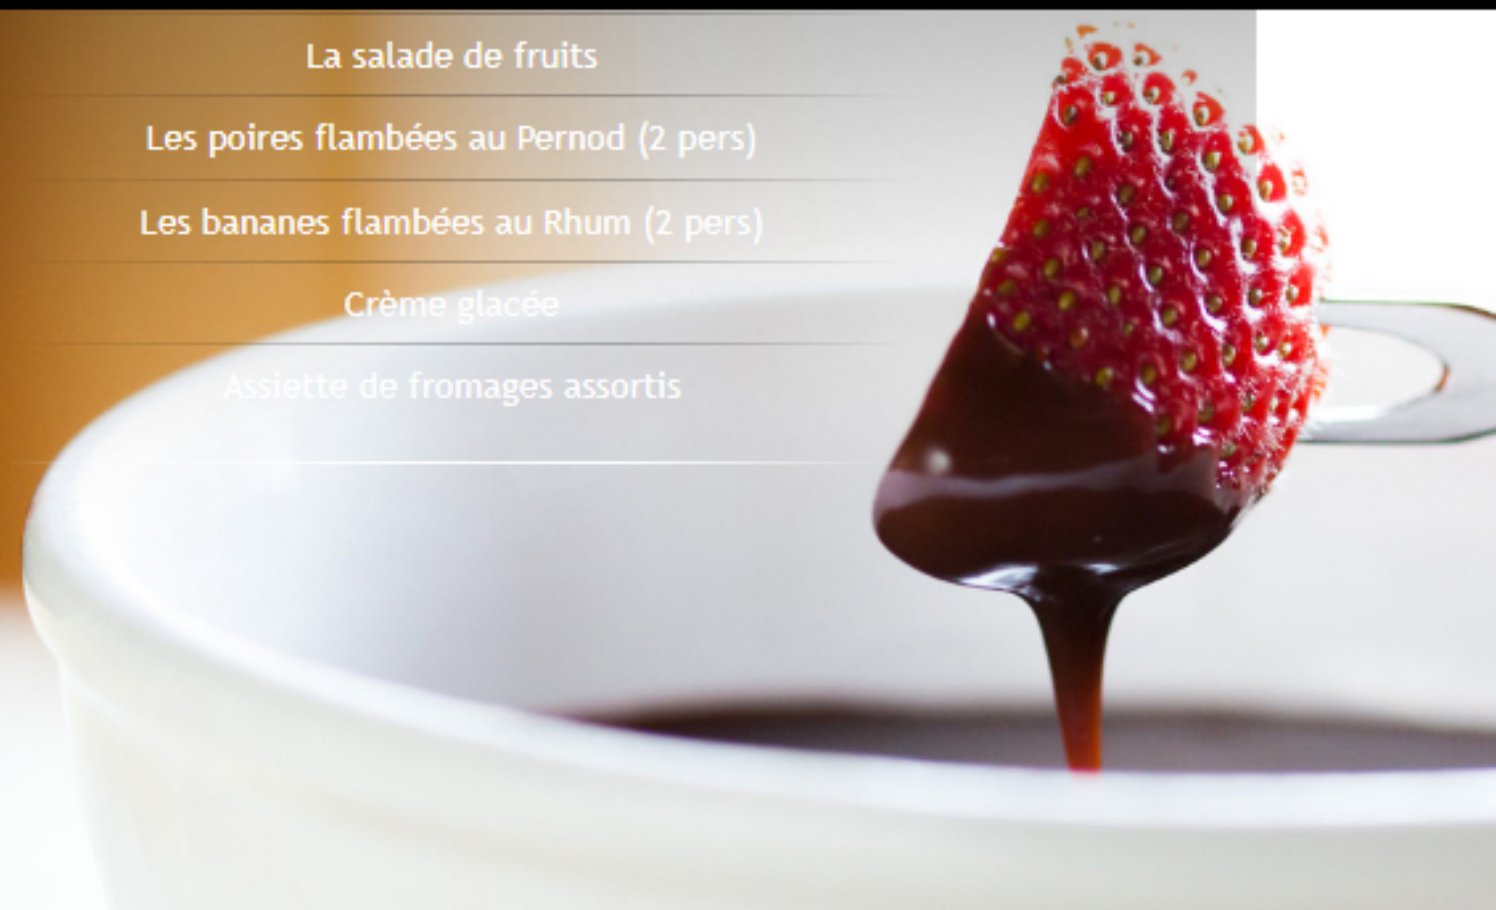 La salade de fruits
Les poires flambées au Pernod (2 pers)
Les bananes flambées au Rhum (2 pers)
Crème glacée
Assiette de fromages assortis